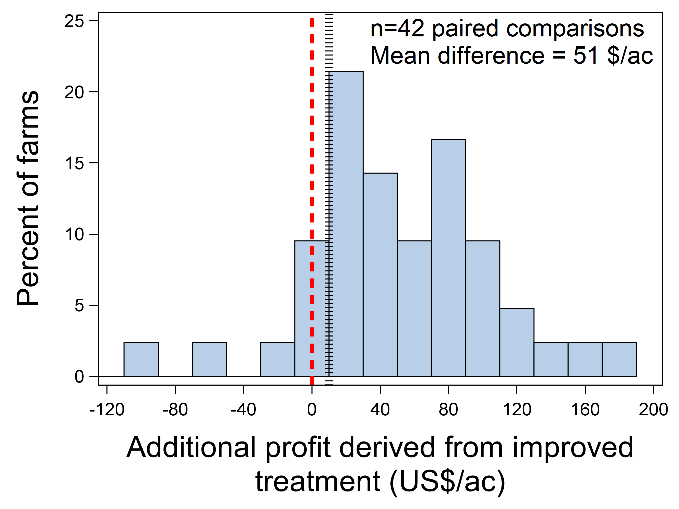 n=42 paired comparisons
Mean difference = 51 $/ac
25
20
15
10
5
0
Percent of farms
-120 -80 -40 0 40 80 120 160 200
Additional profit derived from improved
treatment (US$/ac)